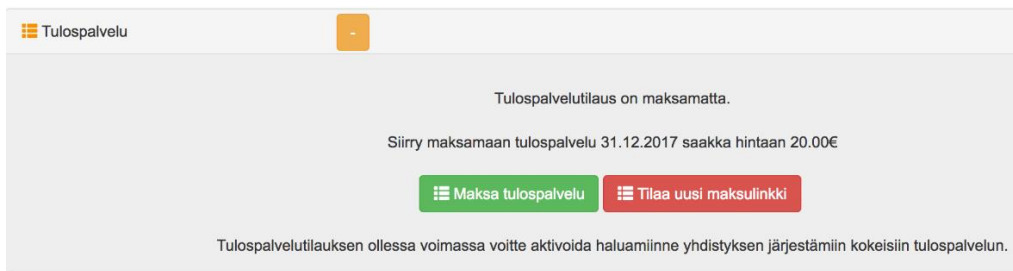 Tulospalvelu -
Tulospalvelutilaus on maksamatta.
Siirry maksamaan tulospalvelu 31.12.2017 saakka hintaan 20.00€
Maksa tulospalvelu Tilaa uusi maksulinkki
Tulospalvelutilauksen ollessa voimassa voitte aktivoida haluamiinne yhdistyksen järjestämiin kokeisiin tulospalvelun.